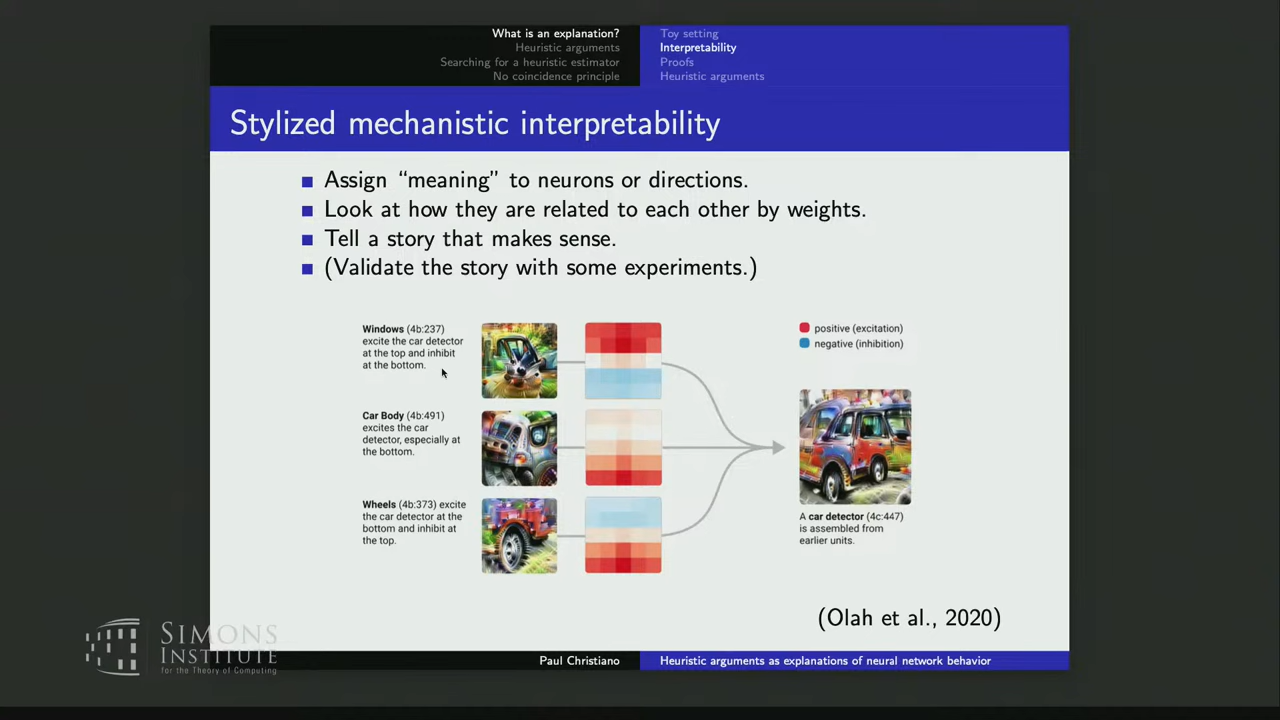 What is an explanation?
Heuristic arguments
Searching for a heuristic estimator
No coincidence principle
Toy setting
Interpretability
Proofs
Heuristic arguments
Stylized mechanistic interpretability
Assign “meaning” to neurons or directions.
Look at how they are related to each other by weights.
Tell a story that makes sense.
(Validate the story with some experiments.)
Windows (4b:237)
excite the car detector
at the top and inhibit
at the bottom.
Car Body (4b:491)
excites the car
detector, especially at
the bottom.
Wheels (4b:373) excite
the car detector at the
bottom and inhibit at
the top.
positive (excitation)
negative (inhibition)
A car detector (4c:447)
is assembled from
earlier units.
(Olah et al., 2020)
SIMONS
INSTITUTE
for the Theory of Computing
Paul Christiano
Heuristic arguments as explanations of neural network behavior